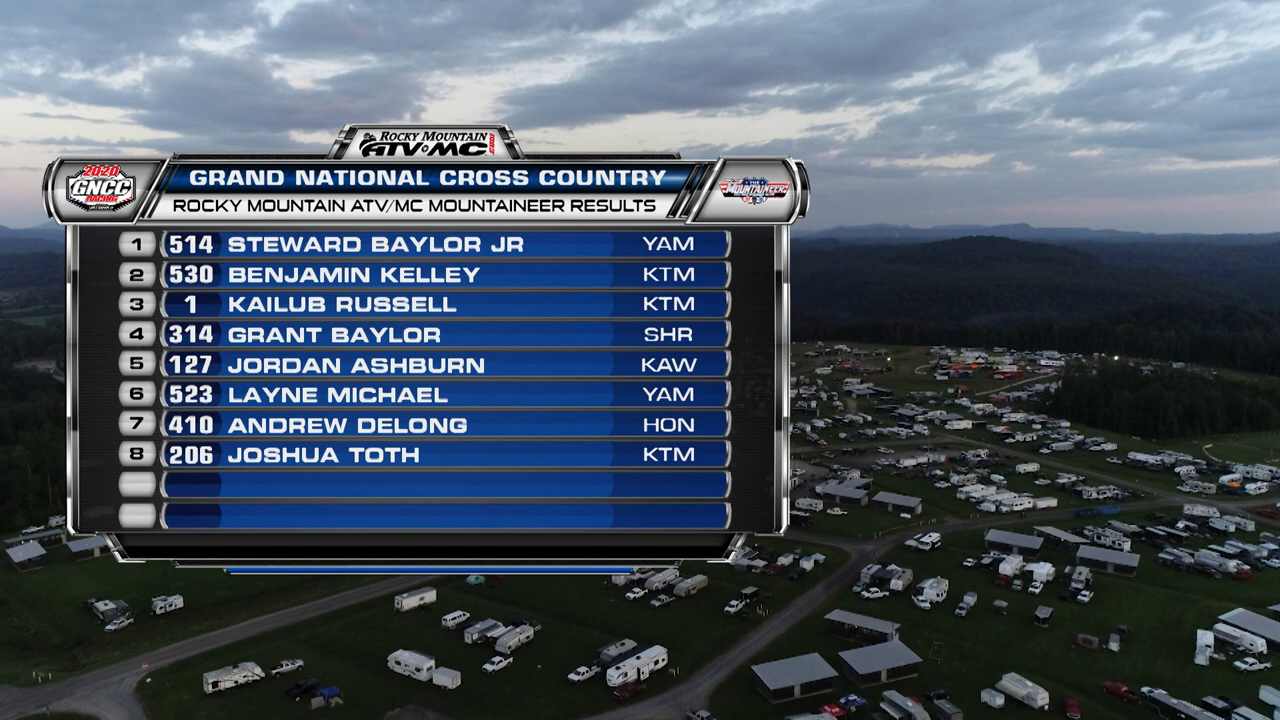 ROCKY MOUNTAIN
ATV MC .COM
2020
GNCC
RACING
GRAND NATIONAL CROSS COUNTRY
ROCKY MOUNTAIN ATV/MC MOUNTAINEER RESULTS
THE
MOUNTAINEER
1 514 STEWARD BAYLOR JR YAM
2 530 BENJAMIN KELLEY KTM
3 1 KAILUB RUSSELL KTM
4 314 GRANT BAYLOR SHR
5 127 JORDAN ASHBURN KAW
6 523 LAYNE MICHAEL YAM
7 410 ANDREW DELONG HON
8 206 JOSHUA TOTH KTM